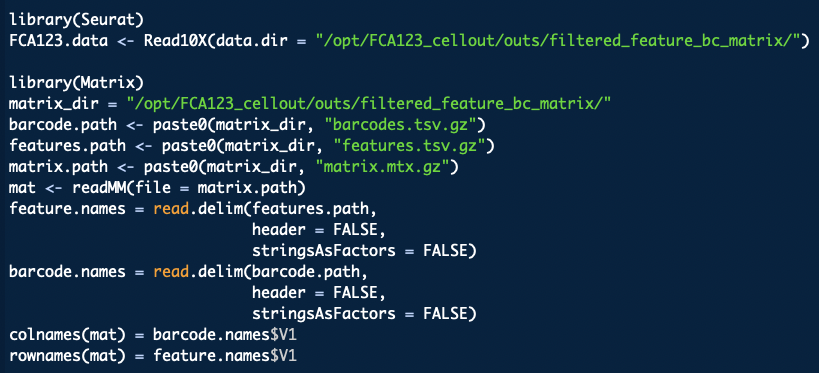 library(Seurat)
FCA123.data <- Read10X(data.dir = "/opt/FCA123_cellout/outs/filtered_feature_bc_matrix/")
library(Matrix)
matrix_dir = "/opt/FCA123_cellout/outs/filtered_feature_bc_matrix/"
barcode.path <- paste0(matrix_dir, "barcodes.tsv.gz")
features.path <- paste0(matrix_dir, "features.tsv.gz")
matrix.path <- paste0(matrix_dir, "matrix.mtx.gz")
mat <- readMM(file = matrix.path)
feature.names = read.delim(features.path,
                           header = FALSE,
                           stringsAsFactors = FALSE)
barcode.names = read.delim(barcode.path,
                           header = FALSE,
                           stringsAsFactors = FALSE)
colnames(mat) = barcode.names$V1
rownames(mat) = feature.names$V1